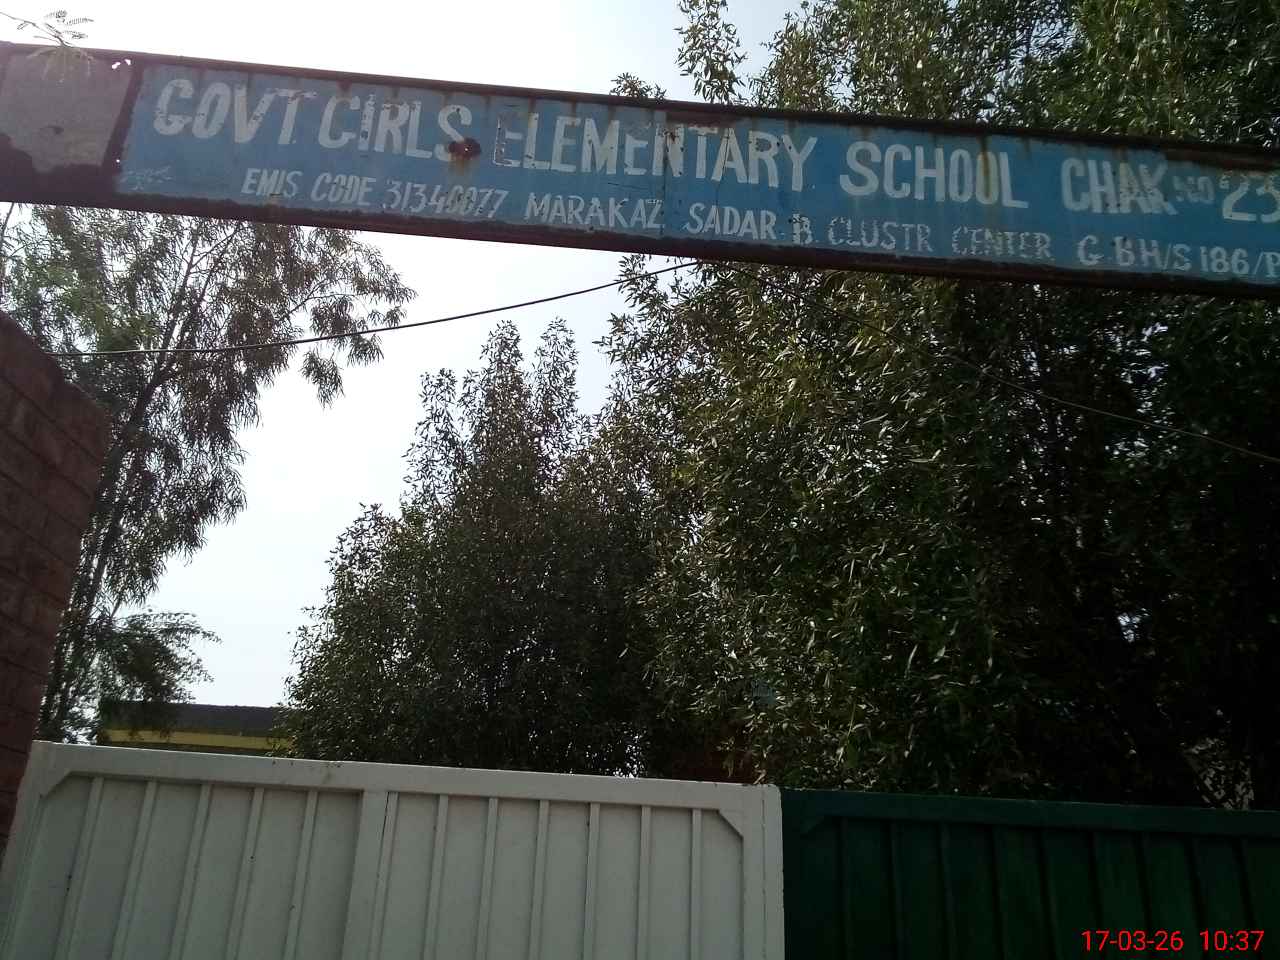 GOVT GIRLS ELEMENTARY SCHOOL CHAK NO 23
EMIS CODE 31340077 MARAKAZ SADAR B CLUSTR CENTER G.B.H/S 186/P
17-03-26 10:37